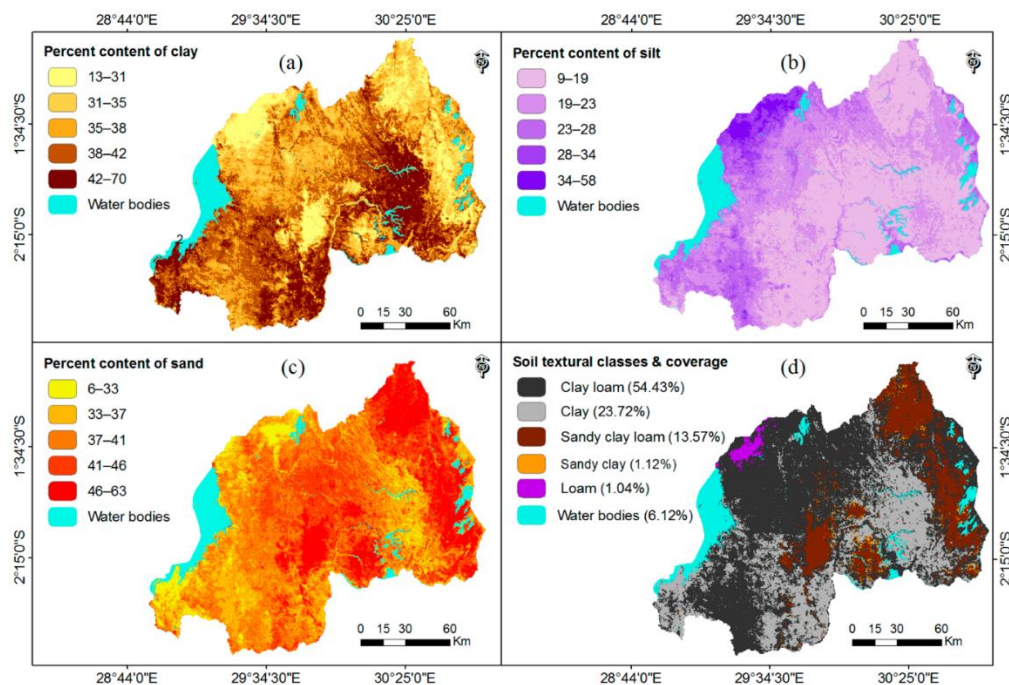 28°44'0"E 29°34'30"E 30°25'0"E 28°44'0"E 29°34'30"E 30°25'0"E
Percent content of clay
(a)
13–31
31–35
35–38
38–42
42–70
Water bodies
0 15 30 60
Km
Percent content of silt
(b)
9–19
19–23
23–28
28–34
34–58
Water bodies
0 15 30 60
Km
1°34'30"S
2°15'0"S
1°34'30"S
2°15'0"S
Percent content of sand
(c)
6–33
33–37
37–41
41–46
46–63
Water bodies
0 15 30 60
Km
Soil textural classes & coverage
(d)
Clay loam (54.43%)
Clay (23.72%)
Sandy clay loam (13.57%)
Sandy clay (1.12%)
Loam (1.04%)
Water bodies (6.12%)
0 15 30 60
Km
1°34'30"S
2°15'0"S
1°34'30"S
2°15'0"S
28°44'0"E 29°34'30"E 30°25'0"E 28°44'0"E 29°34'30"E 30°25'0"E